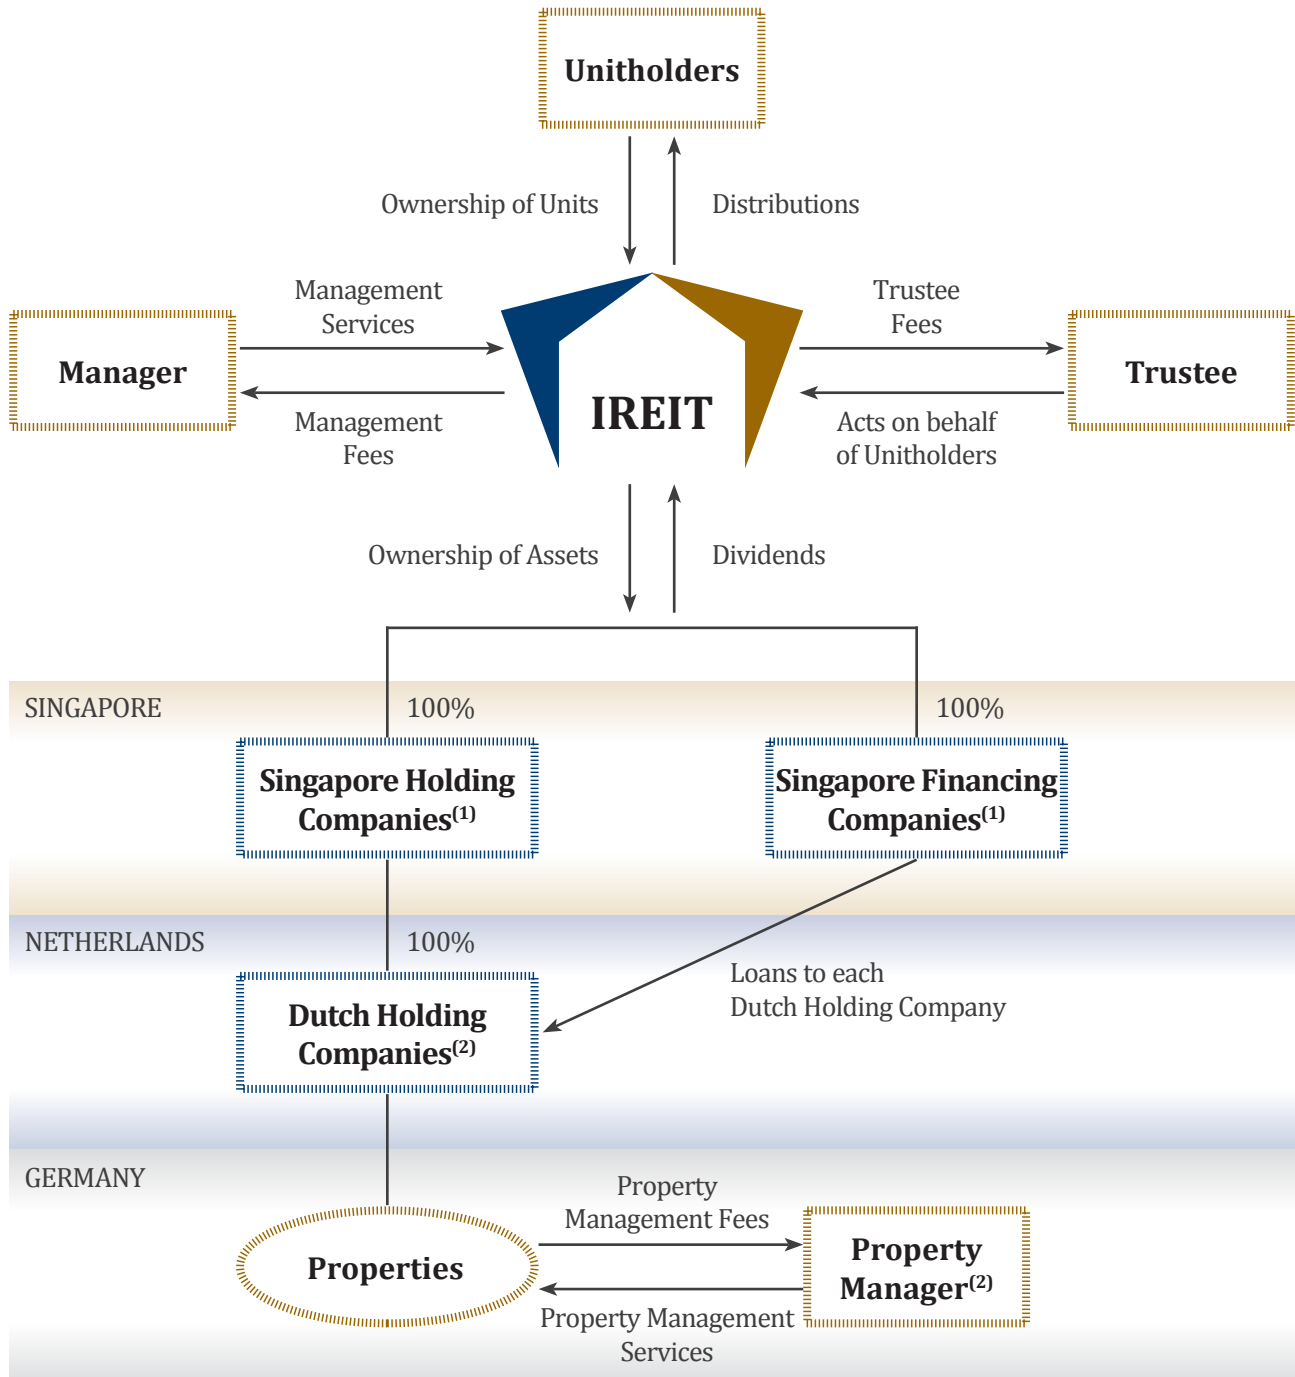 Unitholders
Ownership of Units
Distributions
Management
Services
Trustee
Fees
Manager
IREIT
Trustee
Management
Fees
Acts on behalf
of Unitholders
Ownership of Assets
Dividends
SINGAPORE
100%
100%
Singapore Holding
Companies(1)
Singapore Financing
Companies(1)
NETHERLANDS
100%
Loans to each
Dutch Holding Company
Dutch Holding
Companies(2)
GERMANY
Property
Management Fees
Properties
Property
Manager(2)
Property Management
Services